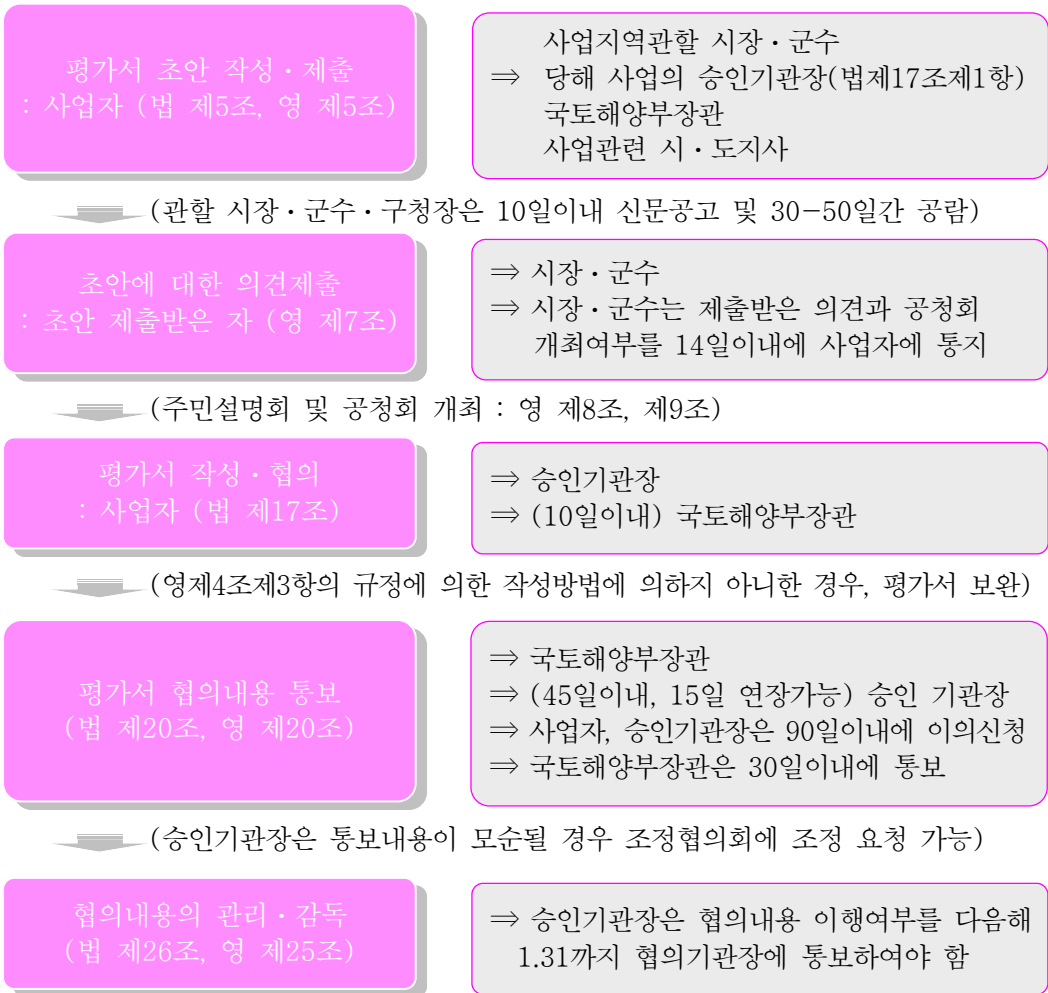 평가서 초안 작성・제출
: 사업자 (법 제5조, 영 제5조)
사업지역관할 시장・군수
⇒ 당해 사업의 승인기관장(법제17조제1항)
국토해양부장관
사업관련 시・도지사
(관할 시장・군수・구청장은 10일이내 신문공고 및 30-50일간 공람)
초안에 대한 의견제출
: 초안 제출받은 자 (영 제7조)
⇒ 시장・군수
⇒ 시장・군수는 제출받은 의견과 공청회
개최여부를 14일이내에 사업자에 통지
(주민설명회 및 공청회 개최 : 영 제8조, 제9조)
평가서 작성・협의
: 사업자 (법 제17조)
⇒ 승인기관장
⇒ (10일이내) 국토해양부장관
(영제4조제3항의 규정에 의한 작성방법에 의하지 아니한 경우, 평가서 보완)
평가서 협의내용 통보
(법 제20조, 영 제20조)
⇒ 국토해양부장관
⇒ (45일이내, 15일 연장가능) 승인 기관장
⇒ 사업자, 승인기관장은 90일이내에 이의신청
⇒ 국토해양부장관은 30일이내에 통보
(승인기관장은 통보내용이 모순될 경우 조정협의회에 조정 요청 가능)
협의내용의 관리・감독
(법 제26조, 영 제25조)
⇒ 승인기관장은 협의내용 이행여부를 다음해
1.31까지 협의기관장에 통보하여야 함